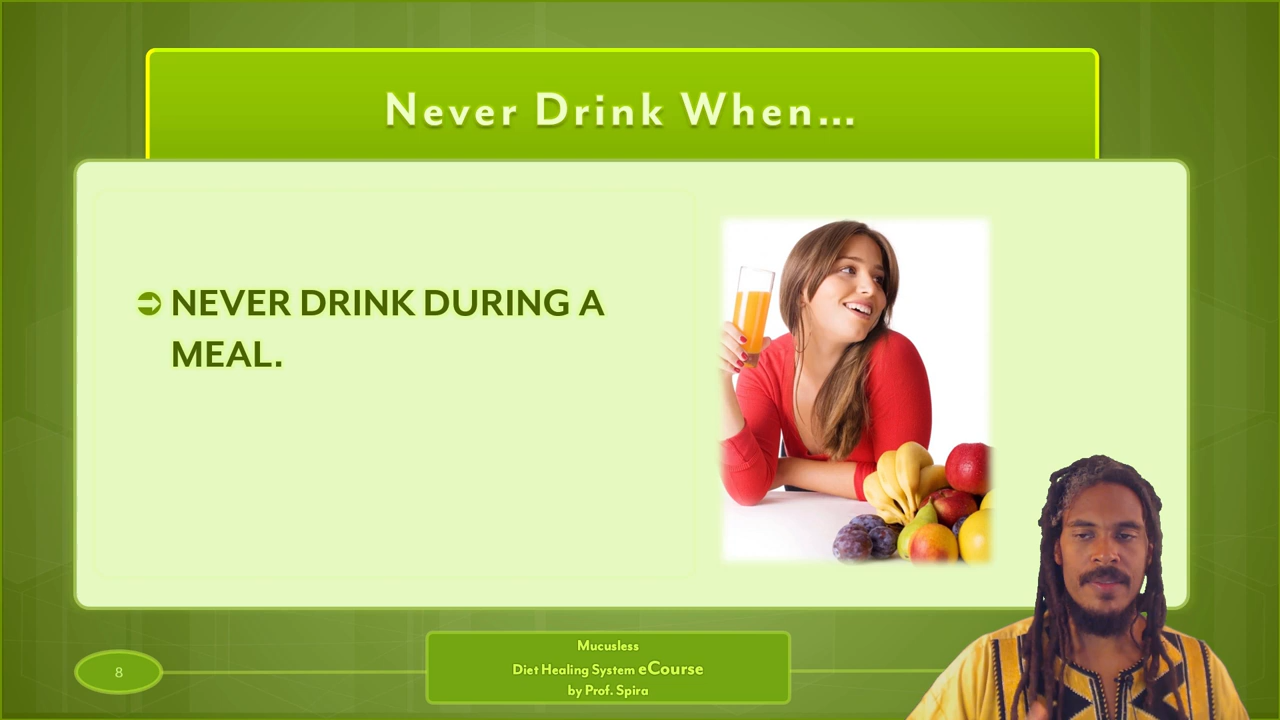 Never Drink When...
NEVER DRINK DURING A
MEAL.
8
Mucusless
Diet Healing System eCourse
by Prof. Spira